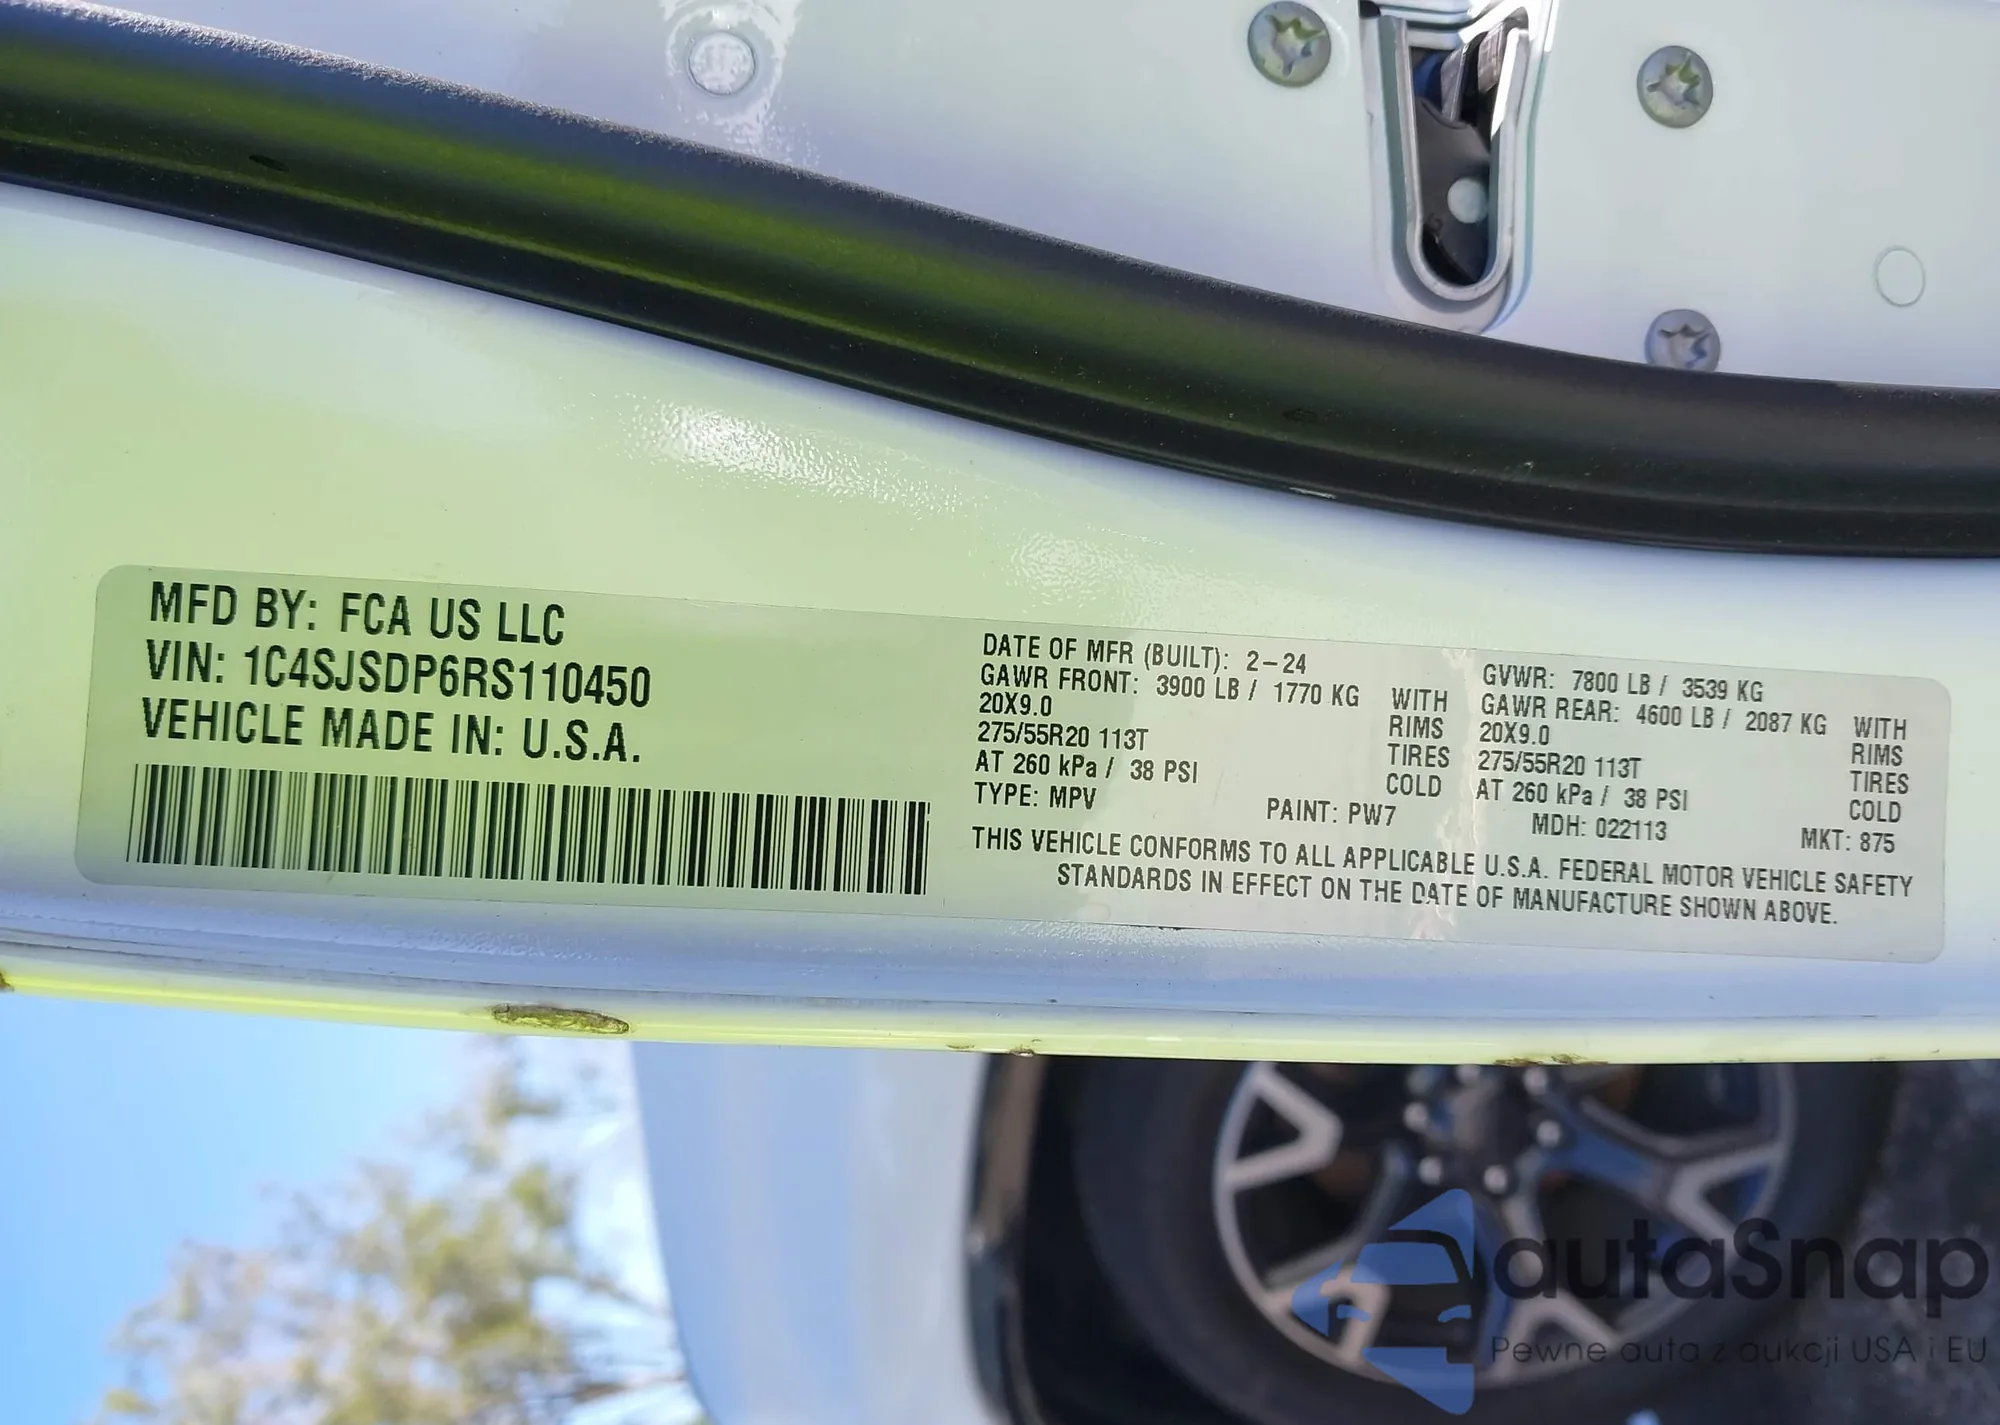 MFD BY: FCA US LLC
VIN: 1C4SJSDP6RS110450
VEHICLE MADE IN: U.S.A.
DATE OF MFR (BUILT): 2-24
GAWR FRONT: 3900 LB / 1770 KG WITH
20X9.0 RIMS
275/55R20 113T TIRES
AT 260 kPa / 38 PSI COLD
GVWR: 7800 LB / 3539 KG
GAWR REAR: 4600 LB / 2087 KG WITH
20X9.0 RIMS
275/55R20 113T TIRES
AT 260 kPa / 38 PSI COLD
TYPE: MPV PAINT: PW7 MDH: 022113 MKT: 875
THIS VEHICLE CONFORMS TO ALL APPLICABLE U.S.A. FEDERAL MOTOR VEHICLE SAFETY
STANDARDS IN EFFECT ON THE DATE OF MANUFACTURE SHOWN ABOVE.
autaSnap
Pewne auta z aukcji USA i EU